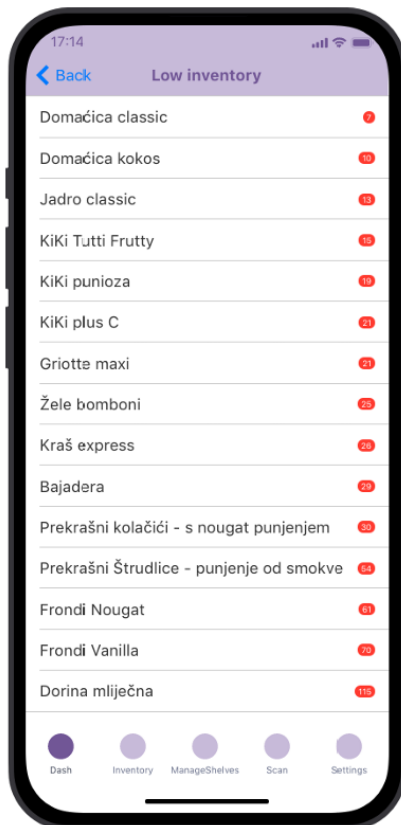 17:14
Back Low inventory
Domaćica classic 7
Domaćica kokos 10
Jadro classic 13
KiKi Tutti Frutty 15
KiKi punioza 19
KiKi plus C 21
Griotte maxi 21
Žele bomboni 25
Kraš express 26
Bajadera 29
Prekrašni kolačići - s nougat punjenjem 30
Prekrašni Štrudlice - punjenje od smokve 54
Frondi Nougat 61
Frondi Vanilla 70
Dorina mliječna 115
Dash Inventory ManageShelves Scan Settings